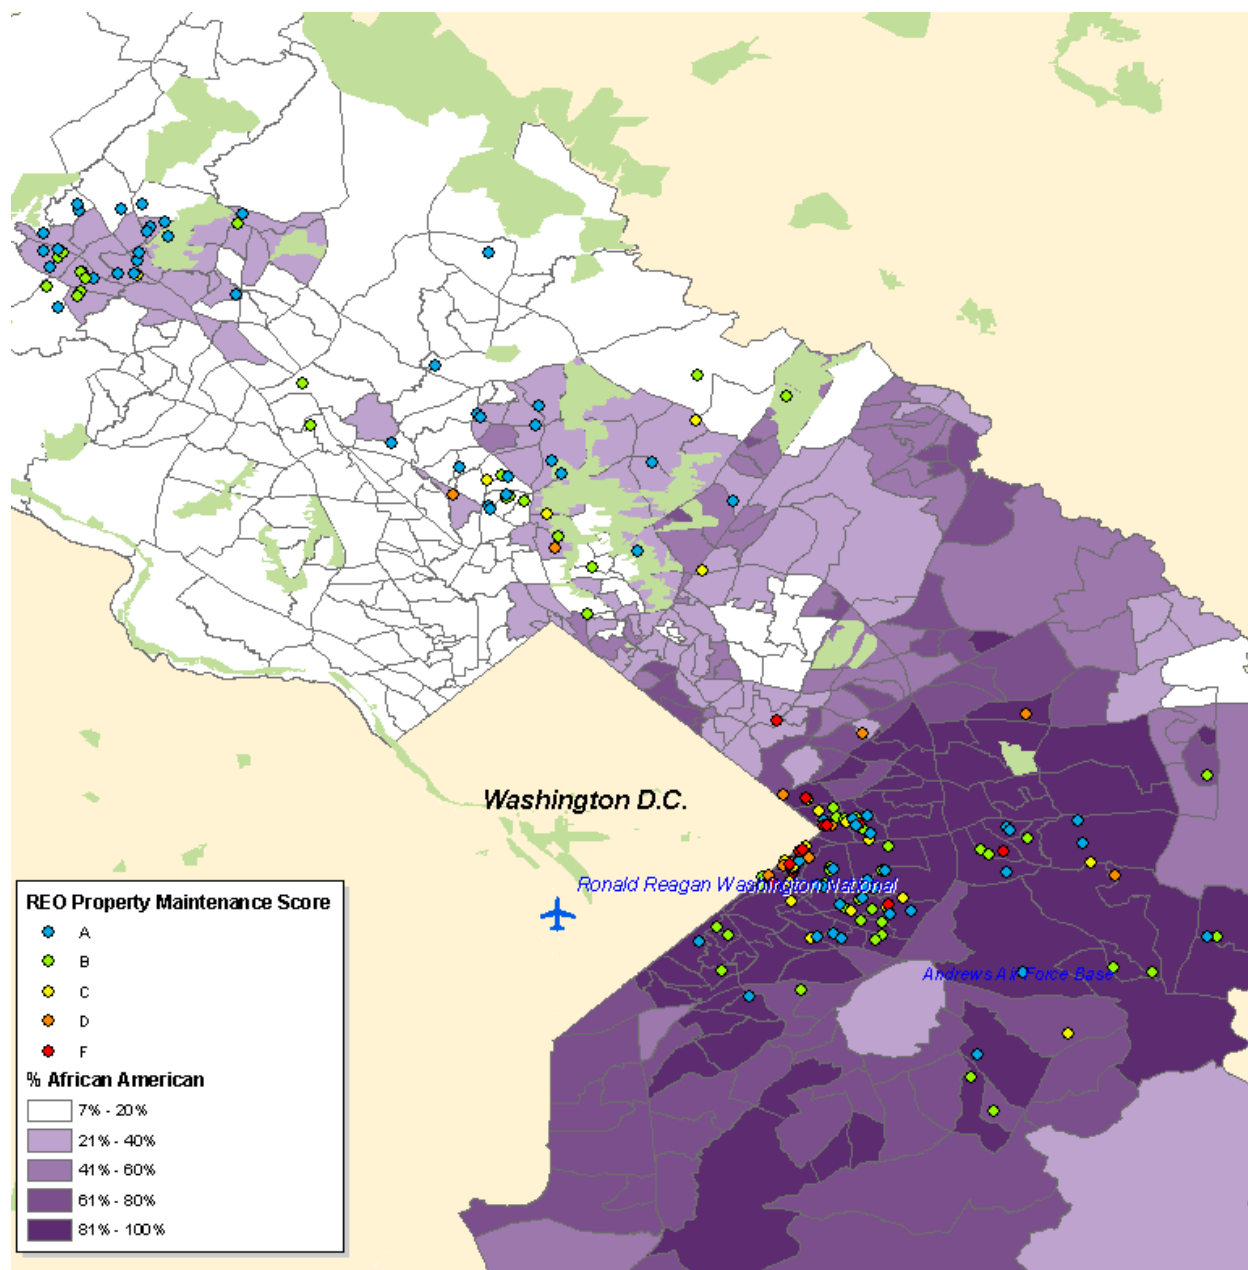 Washington D.C.
Ronald Reagan Washington National
Andrews Air Force Base
REO Property Maintenance Score
A
B
C
D
F
% African American
7% - 20%
21% - 40%
41% - 60%
61% - 80%
81% - 100%